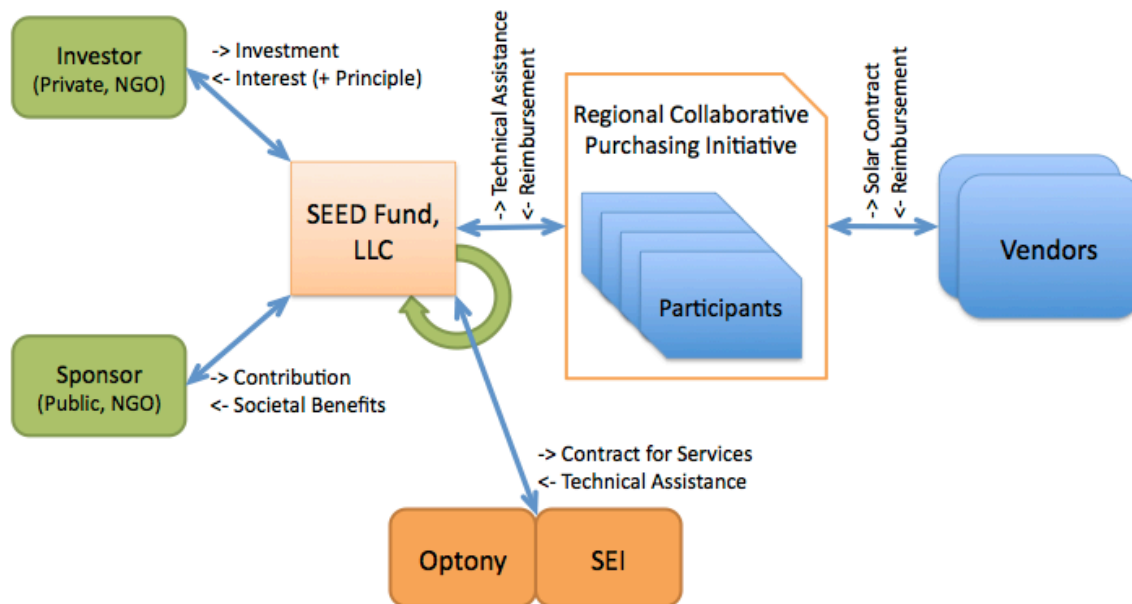 Investor
(Private, NGO)
-> Investment
<- Interest (+ Principle)
SEED Fund,
LLC
Sponsor
(Public, NGO)
-> Contribution
<- Societal Benefits
-> Technical Assistance
<- Reimbursement
Regional Collaborative
Purchasing Initiative
Participants
-> Solar Contract
<- Reimbursement
Vendors
-> Contract for Services
<- Technical Assistance
Optony
SEI